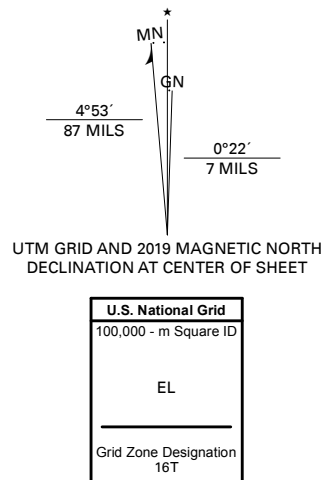 ★
MN
GN
4°53´
87 MILS
0°22´
7 MILS
UTM GRID AND 2019 MAGNETIC NORTH
DECLINATION AT CENTER OF SHEET
U.S. National Grid
100,000 - m Square ID
EL
Grid Zone Designation
16T